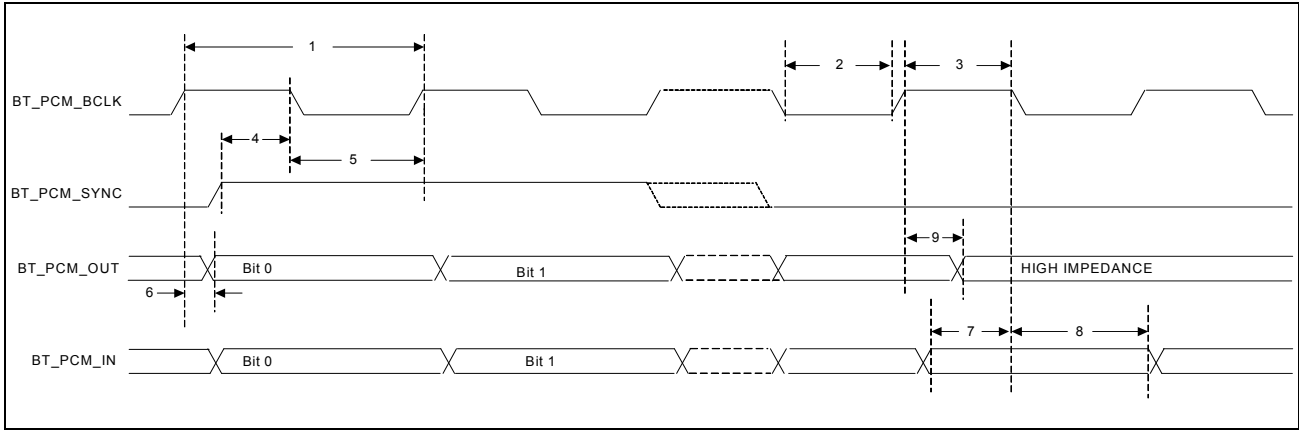 1
2
3
BT_PCM_BCLK
4
5
BT_PCM_SYNC
9
BT_PCM_OUT
Bit 0
Bit 1
HIGH IMPEDANCE
6
7
8
BT_PCM_IN
Bit 0
Bit 1